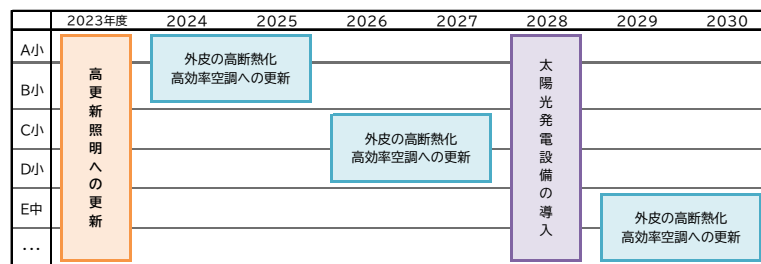 2023年度 2024 2025 2026 2027 2028 2029 2030
A小
B小
C小
D小
E中
…
高更新照明への更新
外皮の高断熱化
高効率空調への更新
外皮の高断熱化
高効率空調への更新
太陽光発電設備の導入
外皮の高断熱化
高効率空調への更新